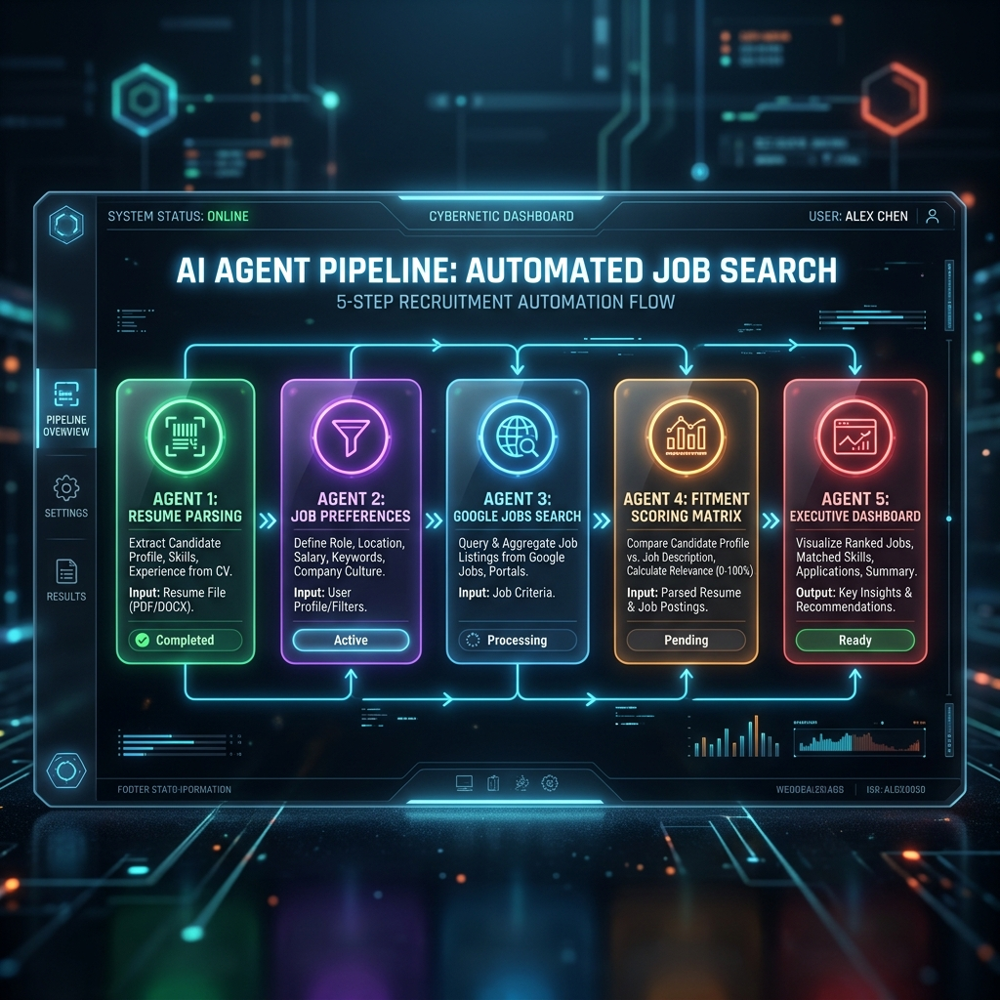 SYSTEM STATUS: ONLINE
CYBERNETIC DASHBOARD
USER: ALEX CHEN
AI AGENT PIPELINE: AUTOMATED JOB SEARCH
5-STEP RECRUITMENT AUTOMATION FLOW
PIPELINE
OVERVIEW
SETTINGS
RESULTS
AGENT 1:
RESUME PARSING
Extract Candidate
Profile, Skills,
Experience from CV.
Input: Resume File
(PDF/DOCX).
Completed
AGENT 2:
JOB PREFERENCES
Define Role, Location,
Salary, Keywords,
Company Culture.
Input: User
Profile/Filters.
Active
AGENT 3:
GOOGLE JOBS SEARCH
Query & Aggregate Job
Listings from Google
Jobs, Portals.
Input: Job Criteria.
Processing
AGENT 4: FITMENT
SCORING MATRIX
Compare Candidate Profile
vs. Job Description,
Calculate Relevance (0-100%)
Input: Parsed Resume
& Job Postings.
Pending
AGENT 5:
EXECUTIVE DASHBOARD
Visualize Ranked Jobs,
Matched Skills,
Applications, Summary.
Output: Key Insights &
Recommendations.
Ready
FOOTER